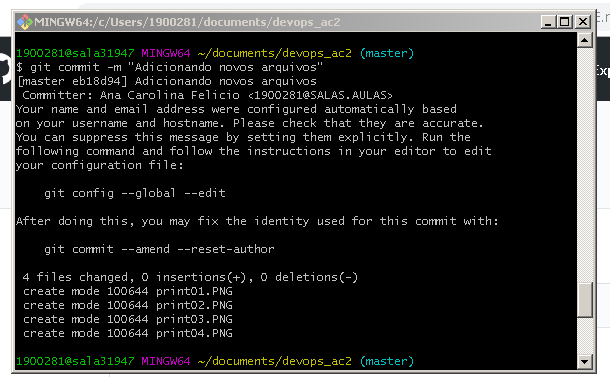 MINGW64:/c/Users/1900281/documents/devops_ac2
1900281@sala31947 MINGW64 ~/documents/devops_ac2 (master)
$ git commit -m "Adicionando novos arquivos"
[master eb18d94] Adicionando novos arquivos
Committer: Ana Carolina Felicio <1900281@SALAS.AULAS>
Your name and email address were configured automatically based
on your username and hostname. Please check that they are accurate.
You can suppress this message by setting them explicitly. Run the
following command and follow the instructions in your editor to edit
your configuration file:
git config --global --edit
After doing this, you may fix the identity used for this commit with:
git commit --amend --reset-author
4 files changed, 0 insertions(+), 0 deletions(-)
create mode 100644 print01.PNG
create mode 100644 print02.PNG
create mode 100644 print03.PNG
create mode 100644 print04.PNG
1900281@sala31947 MINGW64 ~/documents/devops_ac2 (master)